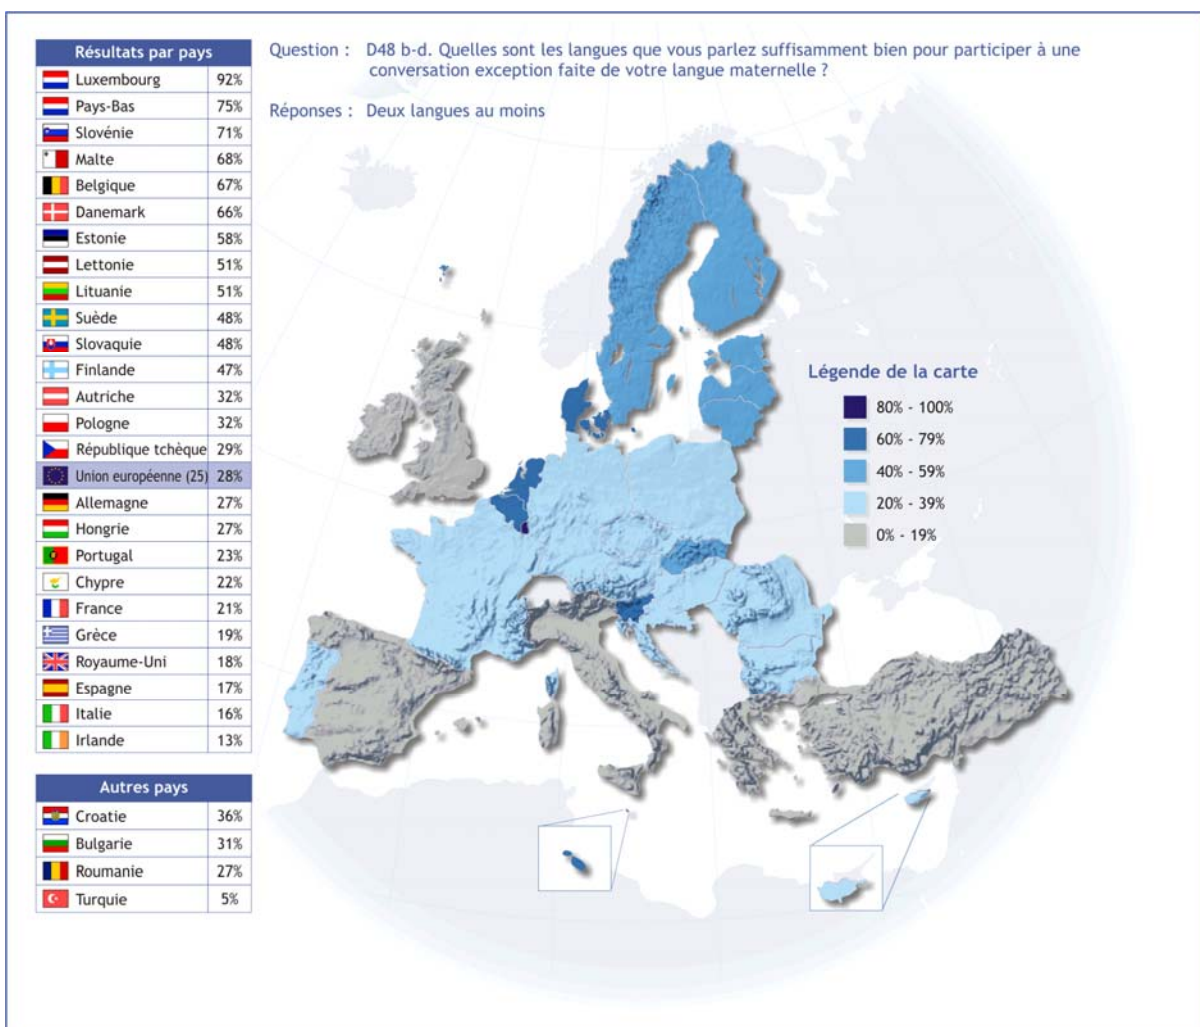 Résultats par pays
Luxembourg 92%
Pays-Bas 75%
Slovénie 71%
Malte 68%
Belgique 67%
Danemark 66%
Estonie 58%
Lettonie 51%
Lituanie 51%
Suède 48%
Slovaquie 48%
Finlande 47%
Autriche 32%
Pologne 32%
République tchèque 29%
Union européenne (25) 28%
Allemagne 27%
Hongrie 27%
Portugal 23%
Chypre 22%
France 21%
Grèce 19%
Royaume-Uni 18%
Espagne 17%
Italie 16%
Irlande 13%
Autres pays
Croatie 36%
Bulgarie 31%
Roumanie 27%
Turquie 5%
Question : D48 b-d. Quelles sont les langues que vous parlez suffisamment bien pour participer à une
conversation exception faite de votre langue maternelle ?
Réponses : Deux langues au moins
Légende de la carte
80% - 100%
60% - 79%
40% - 59%
20% - 39%
0% - 19%